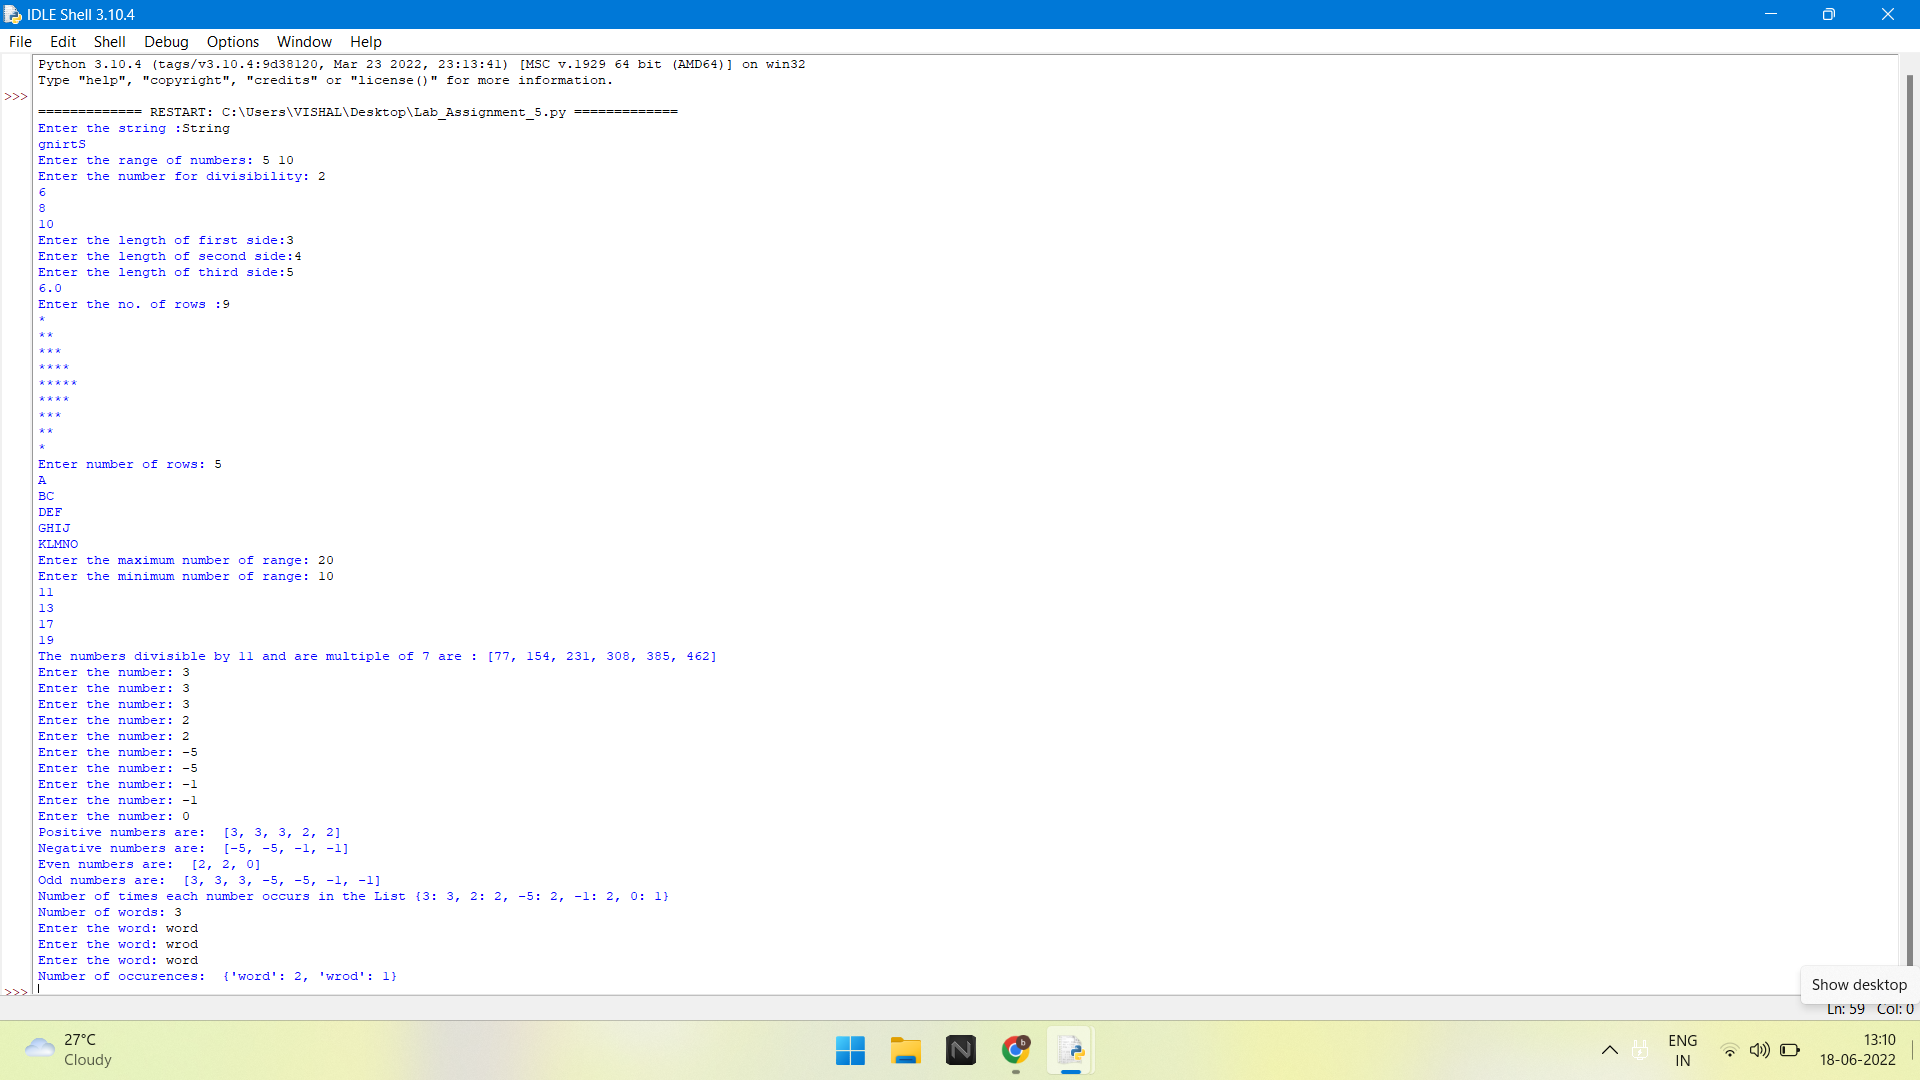 IDLE Shell 3.10.4
File Edit Shell Debug Options Window Help
Python 3.10.4 (tags/v3.10.4:9d38120, Mar 23 2022, 23:13:41) [MSC v.1929 64 bit (AMD64)] on win32
Type "help", "copyright", "credits" or "license()" for more information.
>>>
============= RESTART: C:\Users\VISHAL\Desktop\Lab_Assignment_5.py =============
Enter the string :String
gnirtS
Enter the range of numbers: 5 10
Enter the number for divisibility: 2
6
8
10
Enter the length of first side:3
Enter the length of second side:4
Enter the length of third side:5
6.0
Enter the no. of rows :9
*
**
***
****
*****
****
***
**
*
Enter number of rows: 5
A
BC
DEF
GHIJ
KLMNO
Enter the maximum number of range: 20
Enter the minimum number of range: 10
11
13
17
19
The numbers divisible by 11 and are multiple of 7 are : [77, 154, 231, 308, 385, 462]
Enter the number: 3
Enter the number: 3
Enter the number: 3
Enter the number: 2
Enter the number: 2
Enter the number: -5
Enter the number: -5
Enter the number: -1
Enter the number: -1
Enter the number: 0
Positive numbers are:  [3, 3, 3, 2, 2]
Negative numbers are:  [-5, -5, -1, -1]
Even numbers are:  [2, 2, 0]
Odd numbers are:  [3, 3, 3, -5, -5, -1, -1]
Number of times each number occurs in the List {3: 3, 2: 2, -5: 2, -1: 2, 0: 1}
Number of words: 3
Enter the word: word
Enter the word: wrod
Enter the word: word
Number of occurences:  {'word': 2, 'wrod': 1}
>>>
Show desktop
Ln: 59 Col: 0
27°C
Cloudy
N
b
ENG
IN
13:10
18-06-2022